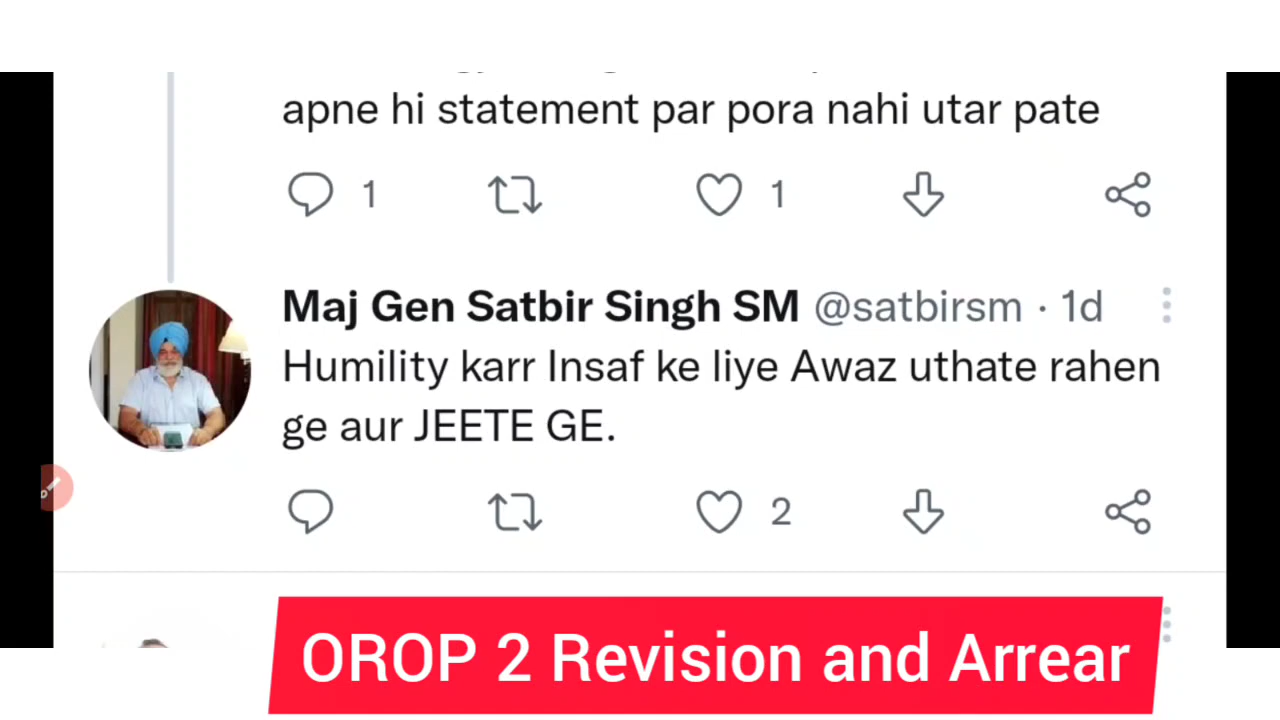 apne hi statement par pora nahi utar pate
1
1
Maj Gen Satbir Singh SM @satbirsm · 1d
Humility karr Insaf ke liye Awaz uthate rahen
ge aur JEETE GE.
2
OROP 2 Revision and Arrear